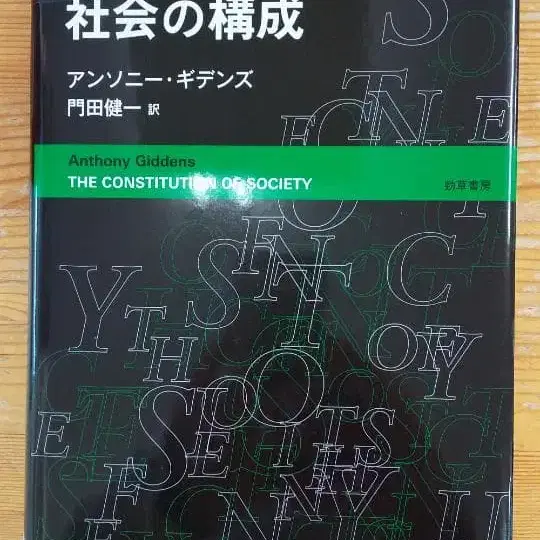 社会の構成
アンソニー・ギデンズ
門田健一 訳
Anthony Giddens
THE CONSTITUTION OF SOCIETY
勁草書房